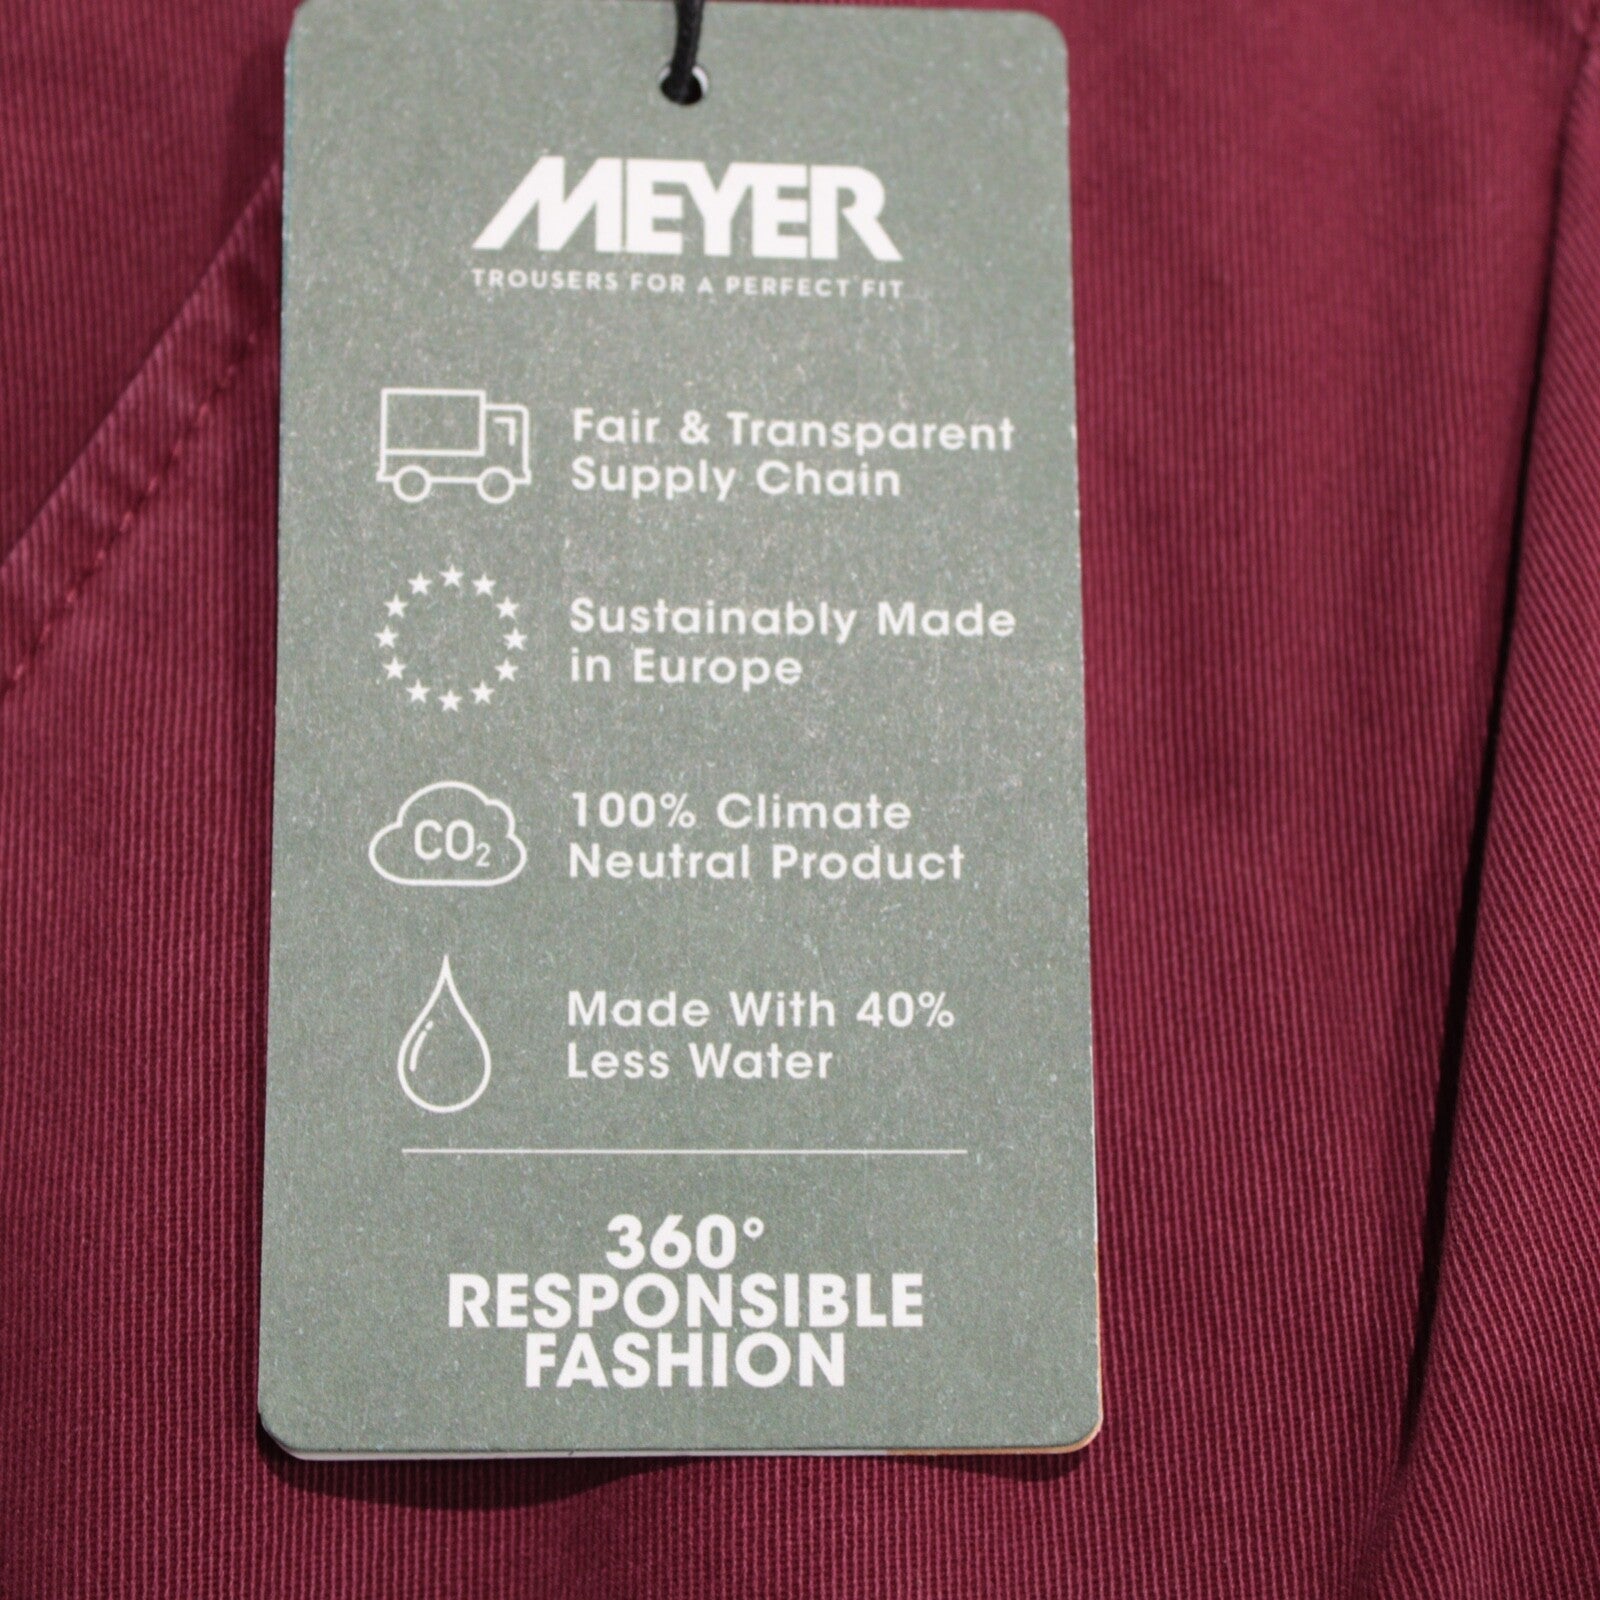 MEYER
TROUSERS FOR A PERFECT FIT
Fair & Transparent
Supply Chain
Sustainably Made
in Europe
CO₂
100% Climate
Neutral Product
Made With 40%
Less Water
360°
RESPONSIBLE
FASHION